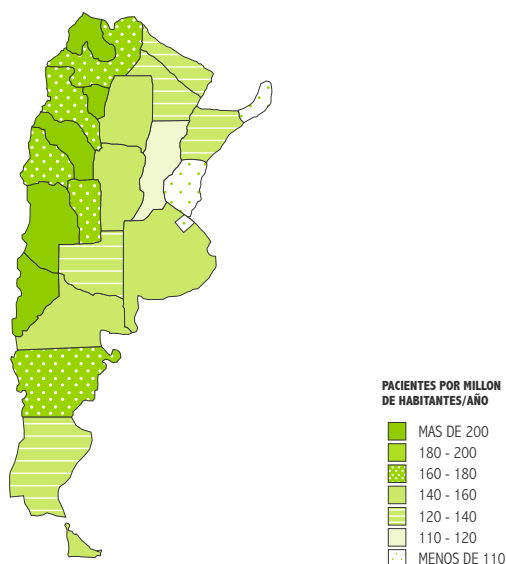 PACIENTES POR MILLON
DE HABITANTES/AÑO
MAS DE 200
180 - 200
160 - 180
140 - 160
120 - 140
110 - 120
MENOS DE 110